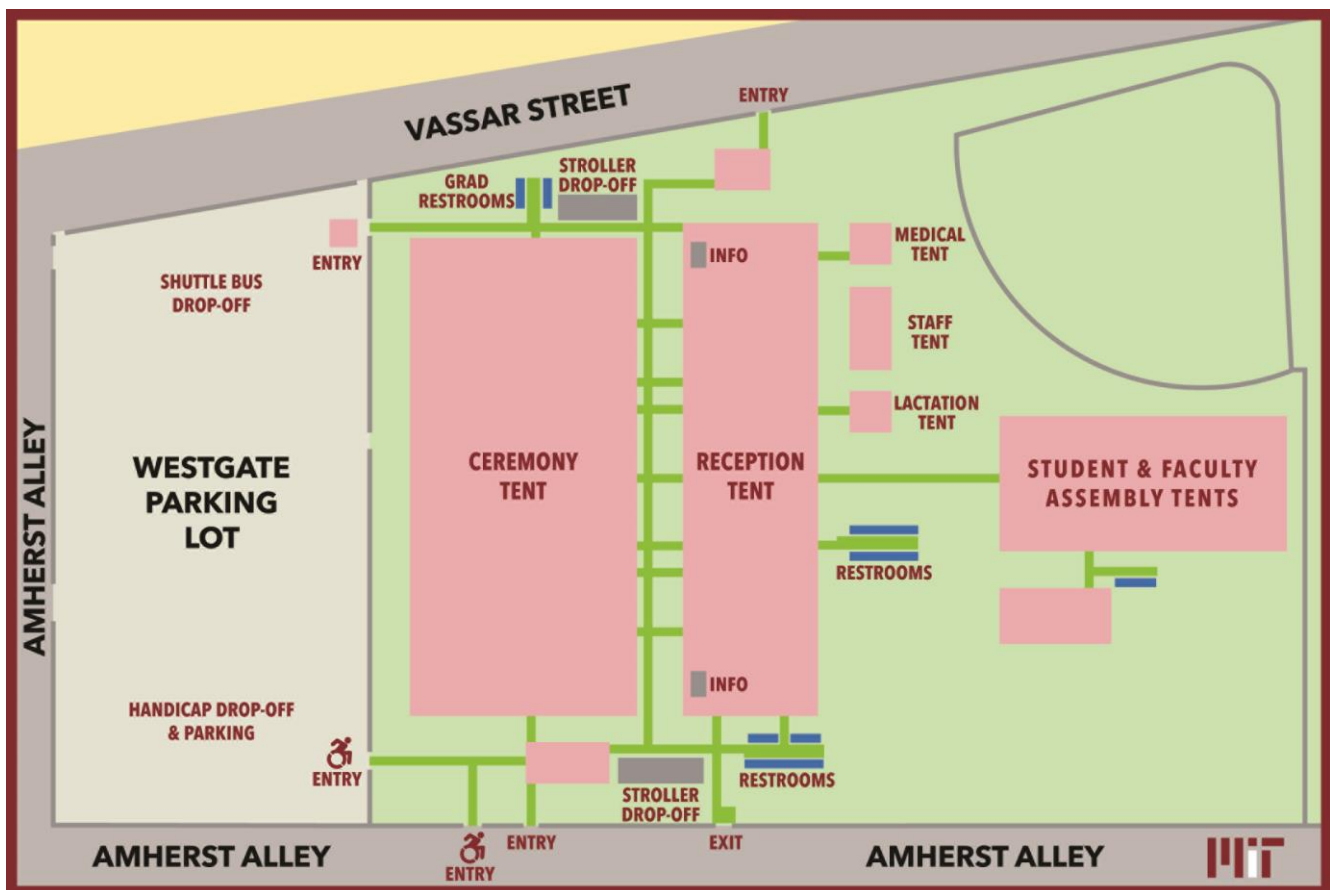 VASSAR STREET
ENTRY
GRAD
RESTROOMS
STROLLER
DROP-OFF
ENTRY
INFO
MEDICAL
TENT
SHUTTLE BUS
DROP-OFF
STAFF
TENT
LACTATION
TENT
AMHERST ALLEY
WESTGATE
PARKING
LOT
CEREMONY
TENT
RECEPTION
TENT
STUDENT & FACULTY
ASSEMBLY TENTS
RESTROOMS
INFO
HANDICAP DROP-OFF
& PARKING
ENTRY
STROLLER
DROP-OFF
RESTROOMS
AMHERST ALLEY
ENTRY
ENTRY
EXIT
AMHERST ALLEY
MIT